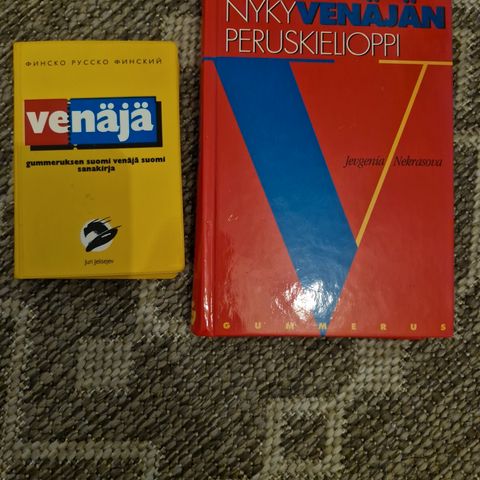 ФИНСКО РУССКО ФИНСКИЙ
venäjä
gummeruksen suomi venäjä suomi
sanakirja
Juri Jelisejev
NYKYVENÄJÄN
PERUSKIELIOPPI
Jevgenia Nekrasova
GUMMERUS